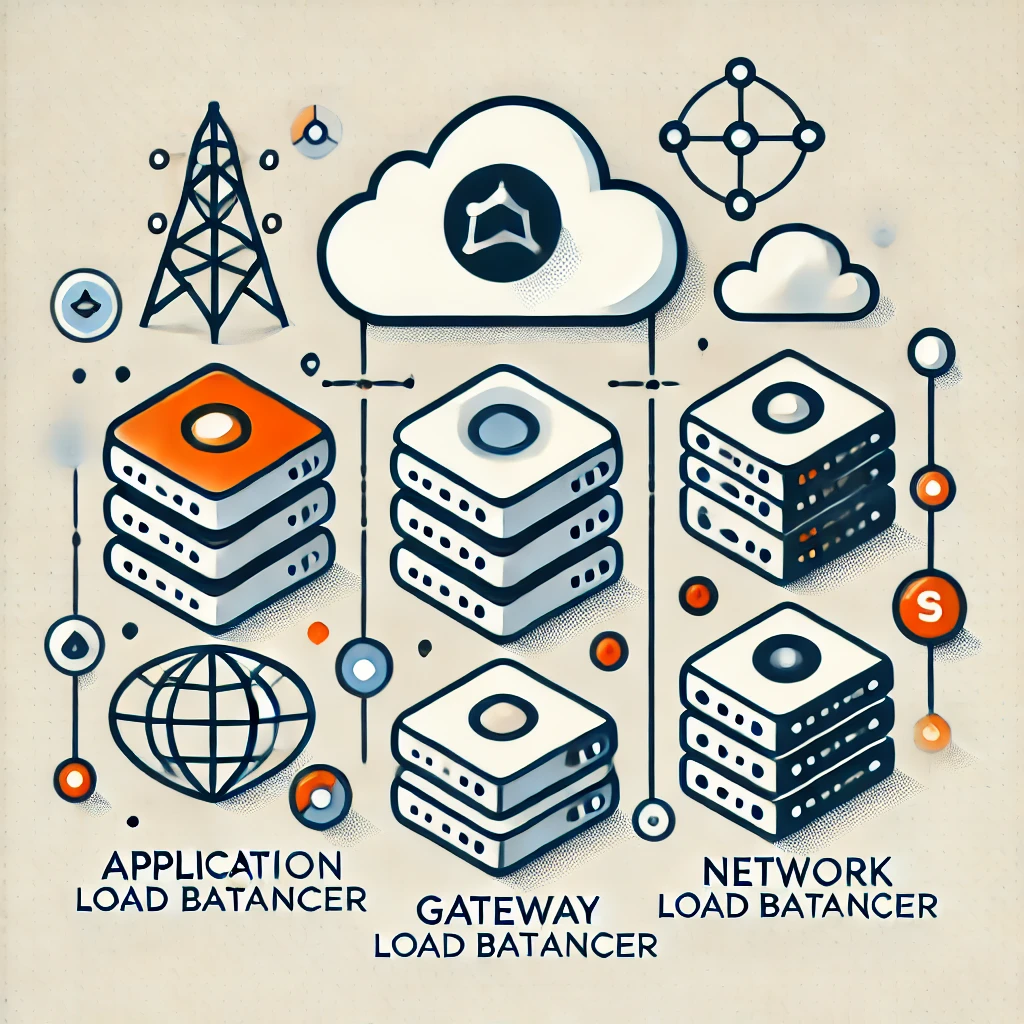 S
APPLICATION
LOAD BATANCER
GATEWAY
LOAD BATANCER
NETWORK
LOAD BATANCER